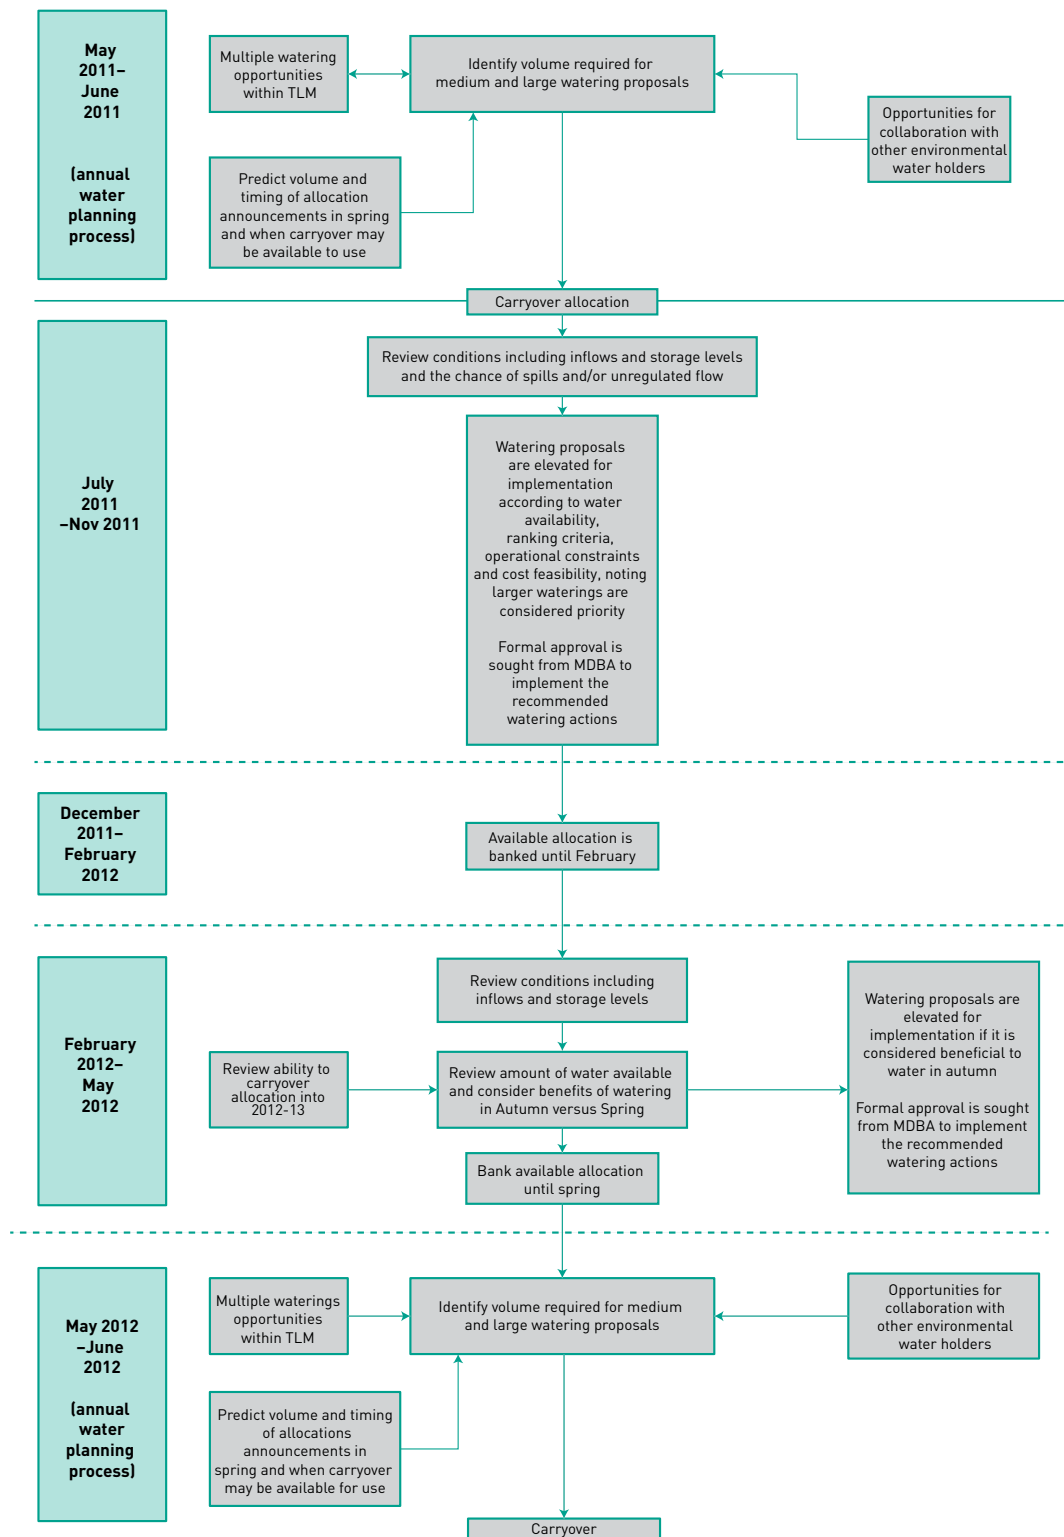 May
2011–
June
2011
(annual
water
planning
process)
Multiple watering
opportunities
within TLM
Identify volume required for
medium and large watering proposals
Opportunities for
collaboration with
other environmental
water holders
Predict volume and
timing of allocation
announcements in spring
and when carryover may
be available to use
Carryover allocation
July
2011
–Nov 2011
Review conditions including inflows and storage levels
and the chance of spills and/or unregulated flow
Watering proposals
are elevated for
implementation
according to water
availability,
ranking criteria,
operational constraints
and cost feasibility, noting
larger waterings are
considered priority
Formal approval is
sought from MDBA to
implement the
recommended
watering actions
December
2011–
February
2012
Available allocation is
banked until February
February
2012–
May
2012
Review conditions including
inflows and storage levels
Review ability to
carryover
allocation into
2012-13
Review amount of water available
and consider benefits of watering
in Autumn versus Spring
Watering proposals are
elevated for
implementation if it is
considered beneficial to
water in autumn
Formal approval is sought
from MDBA to implement
the recommended
watering actions
Bank available allocation
until spring
May 2012
–June
2012
(annual
water
planning
process)
Multiple waterings
opportunities
within TLM
Identify volume required for medium
and large watering proposals
Opportunities for
collaboration with
other environmental
water holders
Predict volume and timing
of allocations
announcements in
spring and when carryover
may be available for use
Carryover